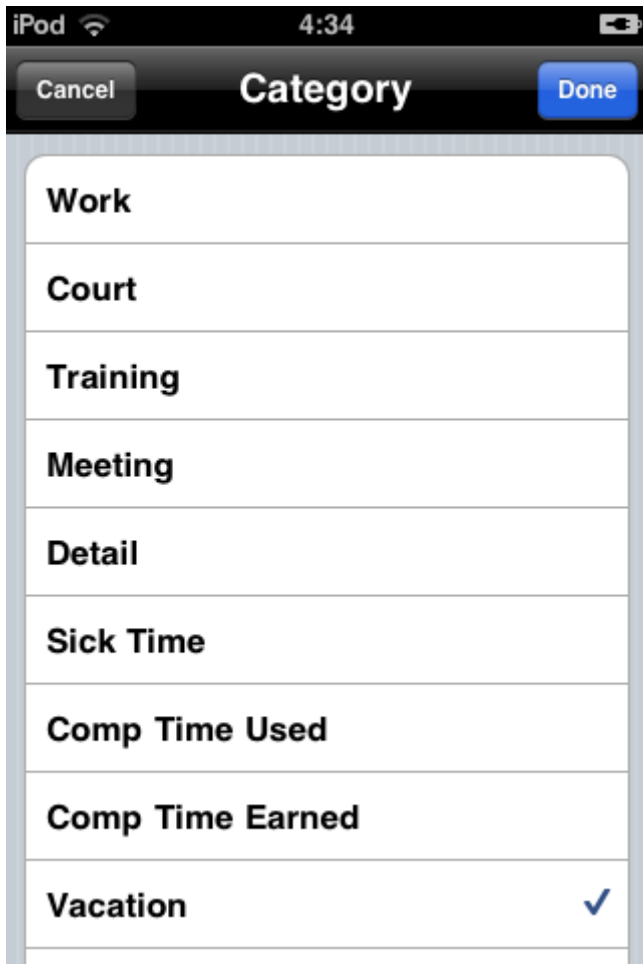 iPod 4:34
Cancel Category Done
Work
Court
Training
Meeting
Detail
Sick Time
Comp Time Used
Comp Time Earned
Vacation